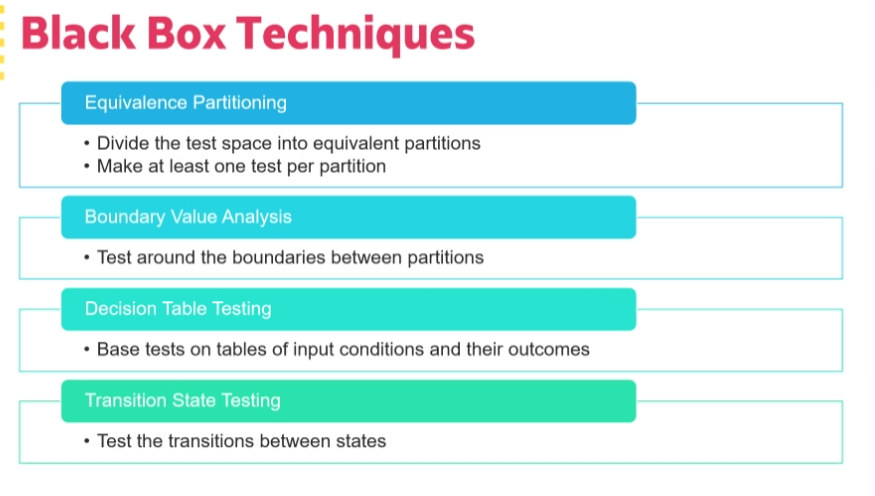 Black Box Techniques
Equivalence Partitioning
• Divide the test space into equivalent partitions
• Make at least one test per partition
Boundary Value Analysis
• Test around the boundaries between partitions
Decision Table Testing
• Base tests on tables of input conditions and their outcomes
Transition State Testing
• Test the transitions between states